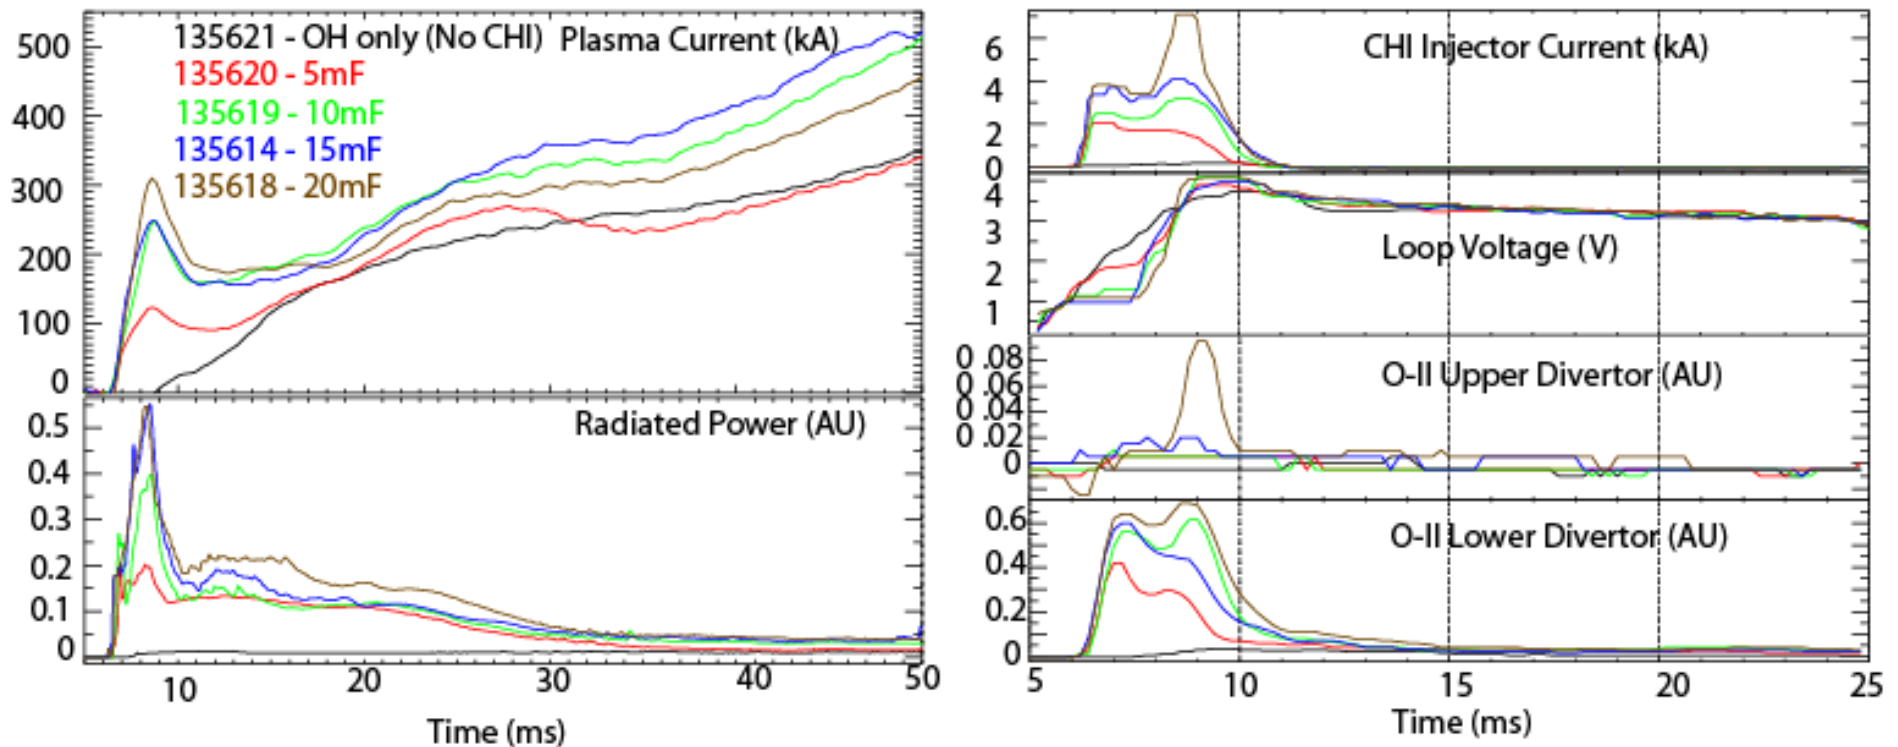 135621 - OH only (No CHI) Plasma Current (kA)
135620 - 5mF
135619 - 10mF
135614 - 15mF
135618 - 20mF
500
400
300
200
100
0
Radiated Power (AU)
0.5
0.4
0.3
0.2
0.1
0
10 20 30 40 50
Time (ms)
CHI Injector Current (kA)
6
4
2
0
Loop Voltage (V)
4
3
2
1
O-II Upper Divertor (AU)
0.08
0.06
0.04
0.02
0
O-II Lower Divertor (AU)
0.6
0.4
0.2
0
5 10 15 20 25
Time (ms)